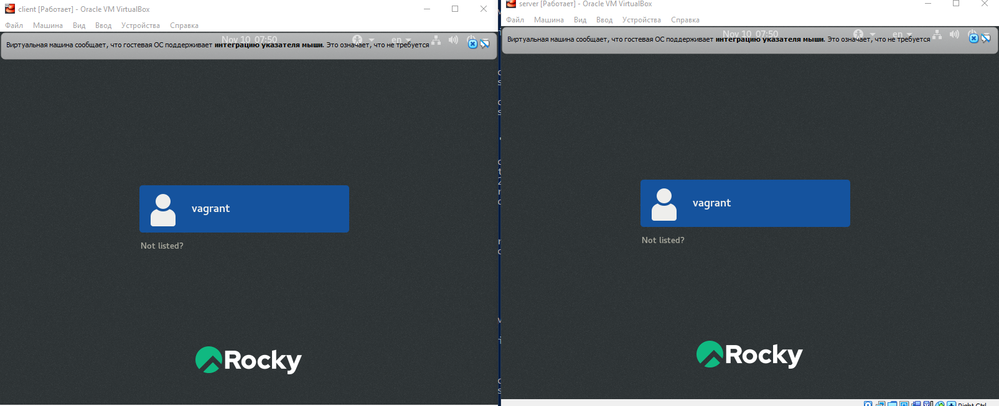 client [Работает] - Oracle VM VirtualBox
Файл Машина Вид Ввод Устройства Справка
Nov 10 07:50 en
Виртуальная машина сообщает, что гостевая ОС поддерживает интеграцию указателя мыши. Это означает, что не требуется
vagrant
Not listed?
Rocky
server [Работает] - Oracle VM VirtualBox
Файл Машина Вид Ввод Устройства Справка
Nov 10 07:50 en
Виртуальная машина сообщает, что гостевая ОС поддерживает интеграцию указателя мыши. Это означает, что не требуется
vagrant
Not listed?
Rocky
Right Ctrl